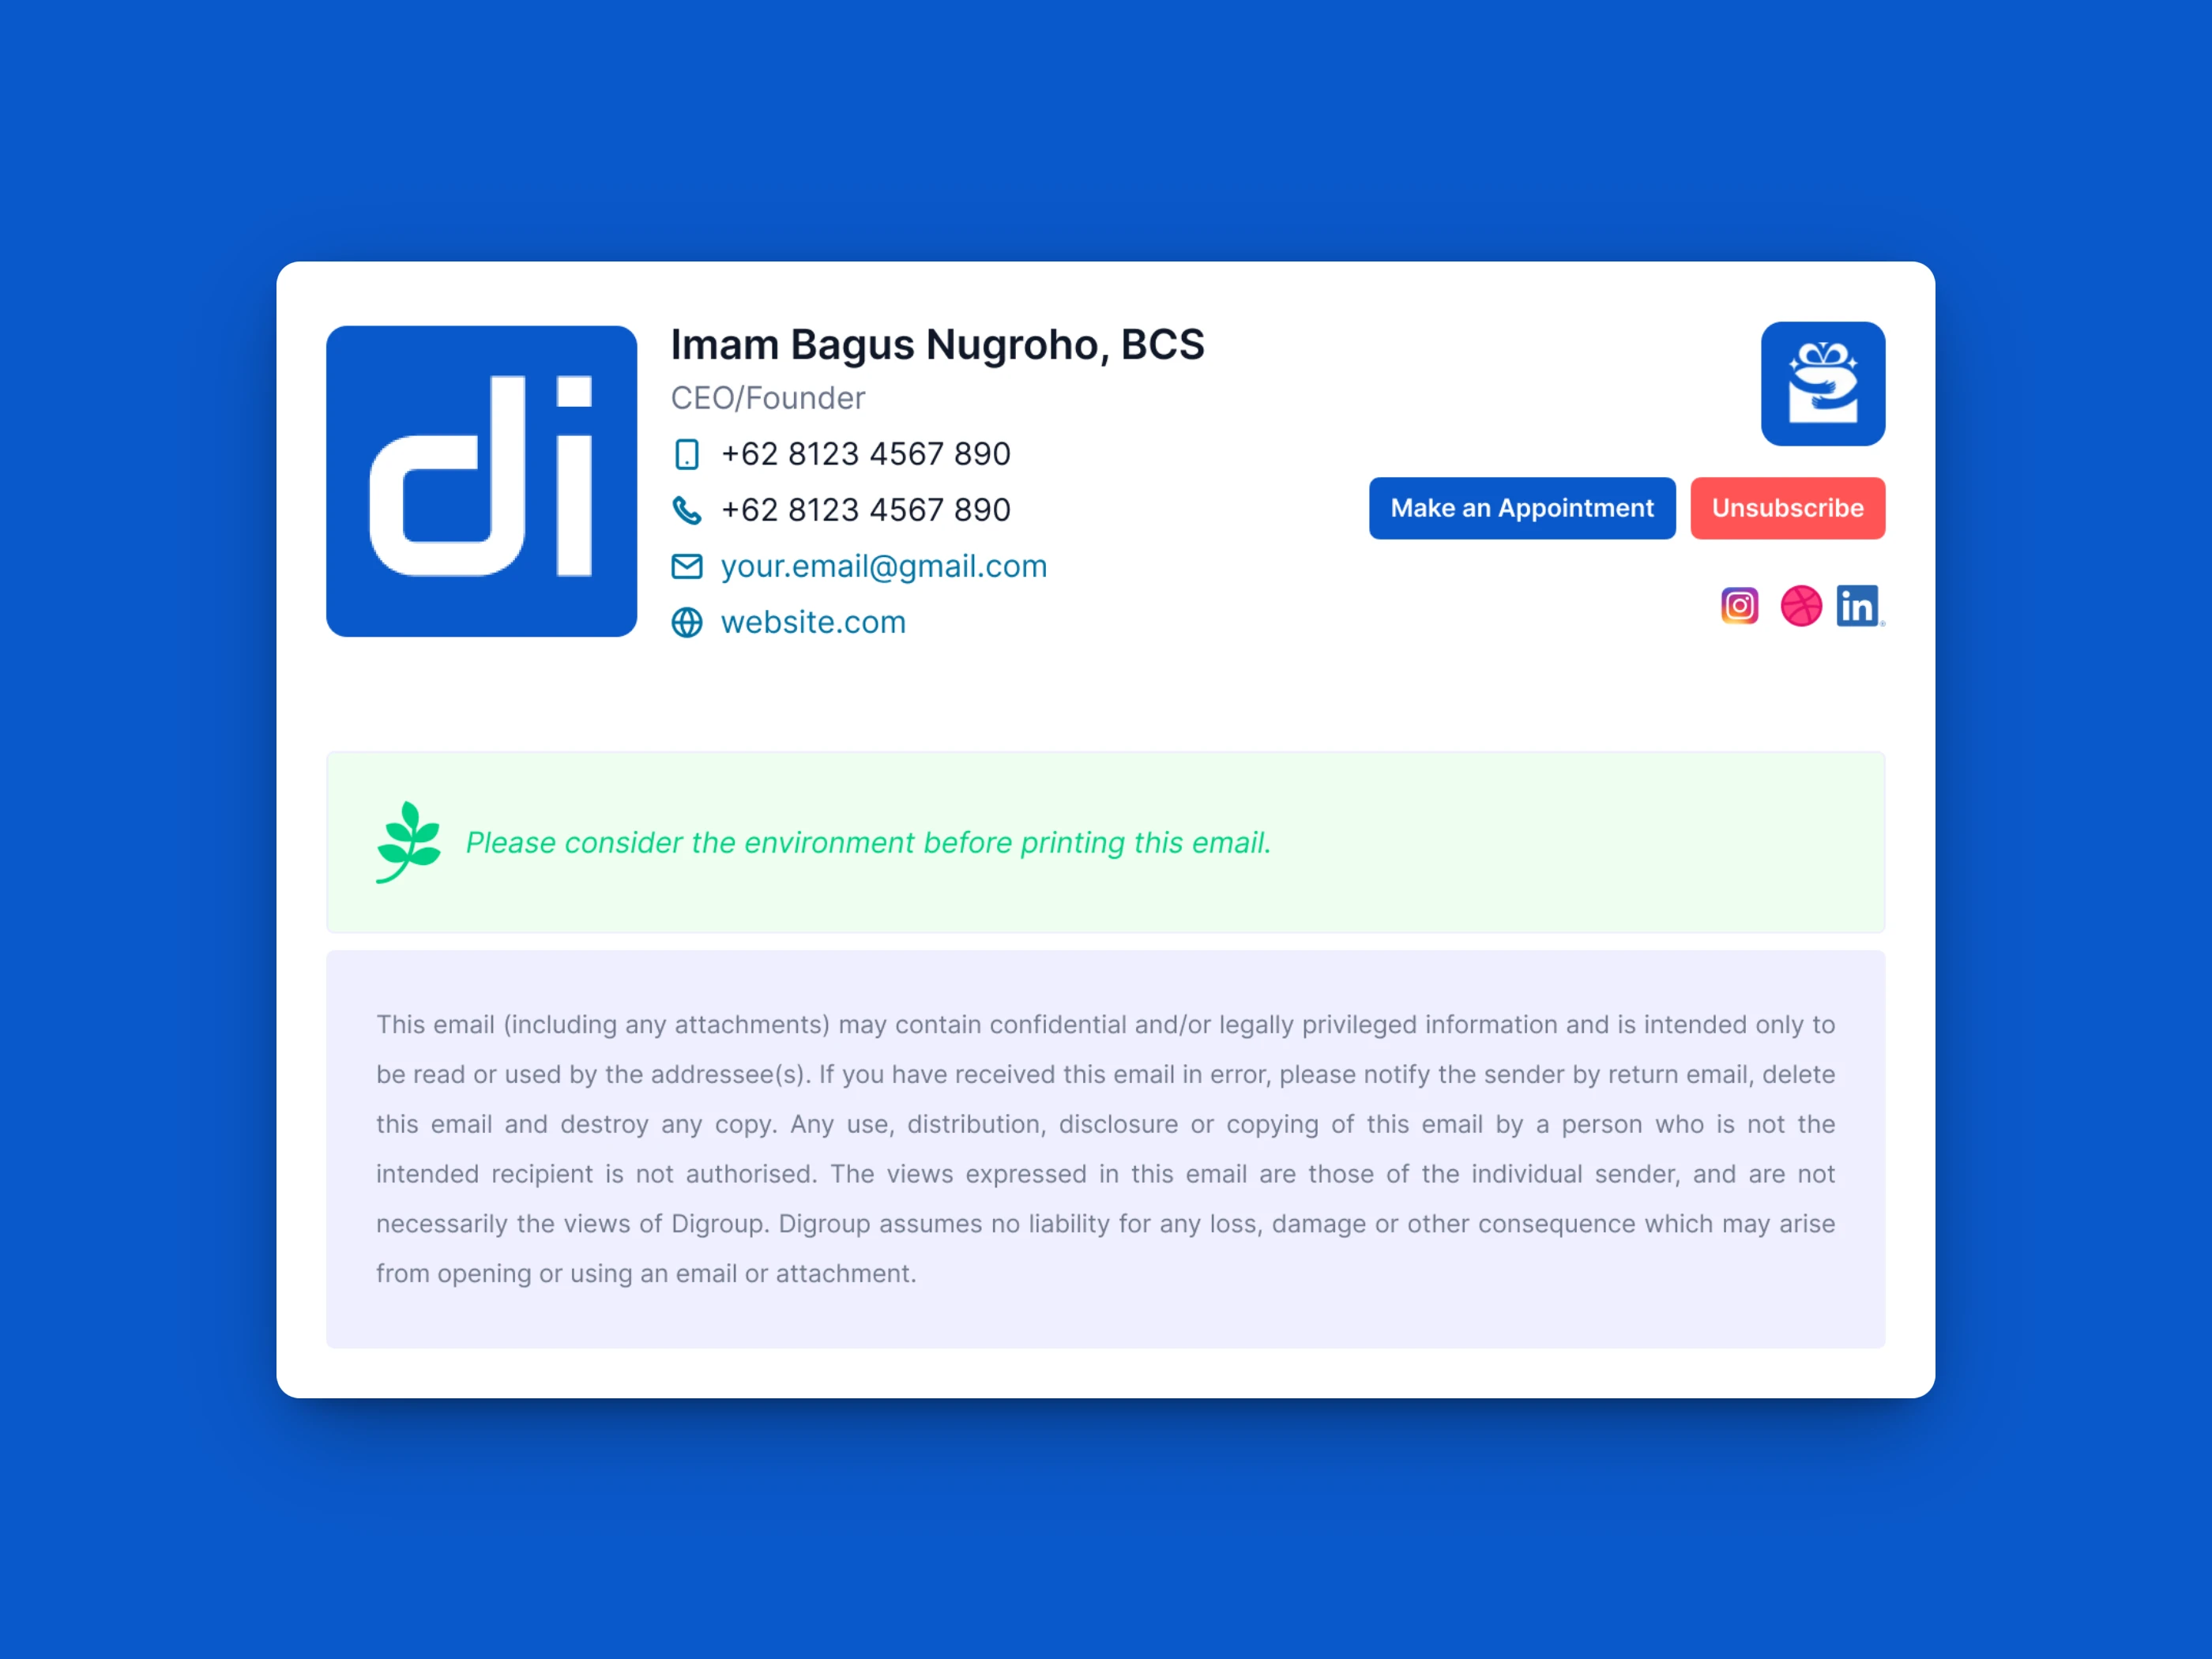 di
Imam Bagus Nugroho, BCS
CEO/Founder
+62 8123 4567 890
+62 8123 4567 890
your.email@gmail.com
website.com
Make an Appointment
Unsubscribe
in
Please consider the environment before printing this email.
This email (including any attachments) may contain confidential and/or legally privileged information and is intended only to
be read or used by the addressee(s). If you have received this email in error, please notify the sender by return email, delete
this email and destroy any copy. Any use, distribution, disclosure or copying of this email by a person who is not the
intended recipient is not authorised. The views expressed in this email are those of the individual sender, and are not
necessarily the views of Digroup. Digroup assumes no liability for any loss, damage or other consequence which may arise
from opening or using an email or attachment.